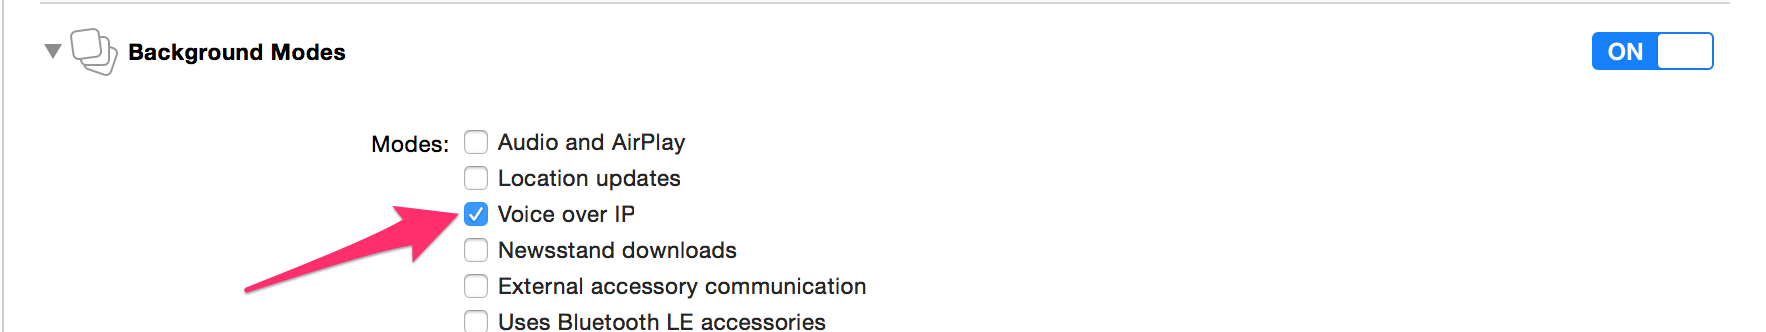 Background Modes
ON
Modes:
Audio and AirPlay
Location updates
Voice over IP
Newsstand downloads
External accessory communication
Uses Bluetooth LE accessories